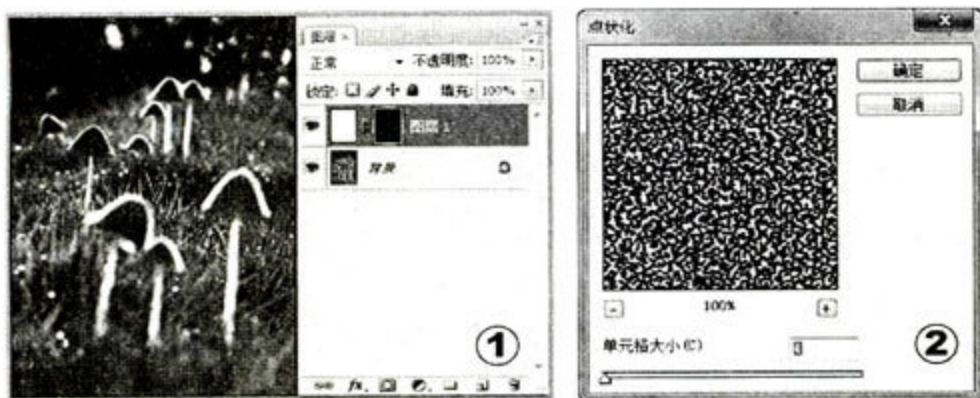 图层 ×
正常 不透明度: 100%
锁定: 填充: 100%
图层 1
背景
fx.
①
点状化
确定
取消
100%
单元格大小(C) 3
②